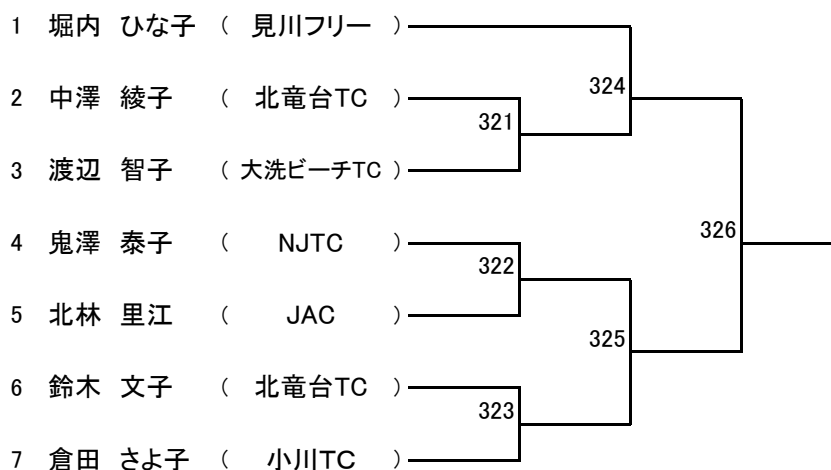 1 堀内 ひな子 ( 見川フリー )
324
2 中澤 綾子 ( 北竜台TC )
321
3 渡辺 智子 ( 大洗ビーチTC )
4 鬼澤 泰子 ( NJTC )
326
322
5 北林 里江 ( JAC )
325
6 鈴木 文子 ( 北竜台TC )
323
7 倉田 さよ子 ( 小川TC )